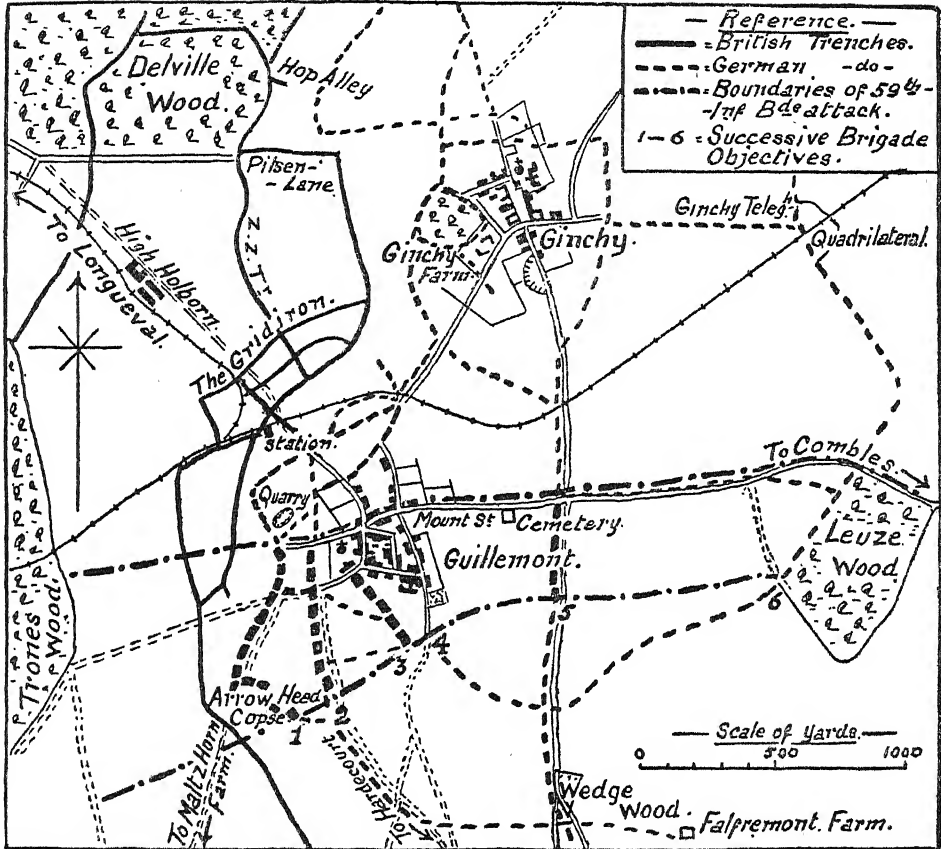 — Reference. —
= British Trenches.
= German -do-
= Boundaries of 59th-
-Inf Bde attack.
1-6 = Successive Brigade
Objectives.
Delville
Wood.
Hop Alley
Pilsen-
-Lane
Z.Z. Tr.
High Holborn.
To Longueval.
The Gridiron.
Ginchy
Farm.
Ginchy.
Ginchy Telegh.
Quadrilateral.
Station.
Quarry
Mount St
Cemetery.
Guillemont.
To Combles.
Leuze
Wood.
Trones
Wood.
Arrow Head
Copse
1
2
3
4
5
6
To Maltz Horn
Farm.
To Hardecourt
— Scale of Yards. —
0 500 1000
Wedge
Wood.
Falfremont. Farm.